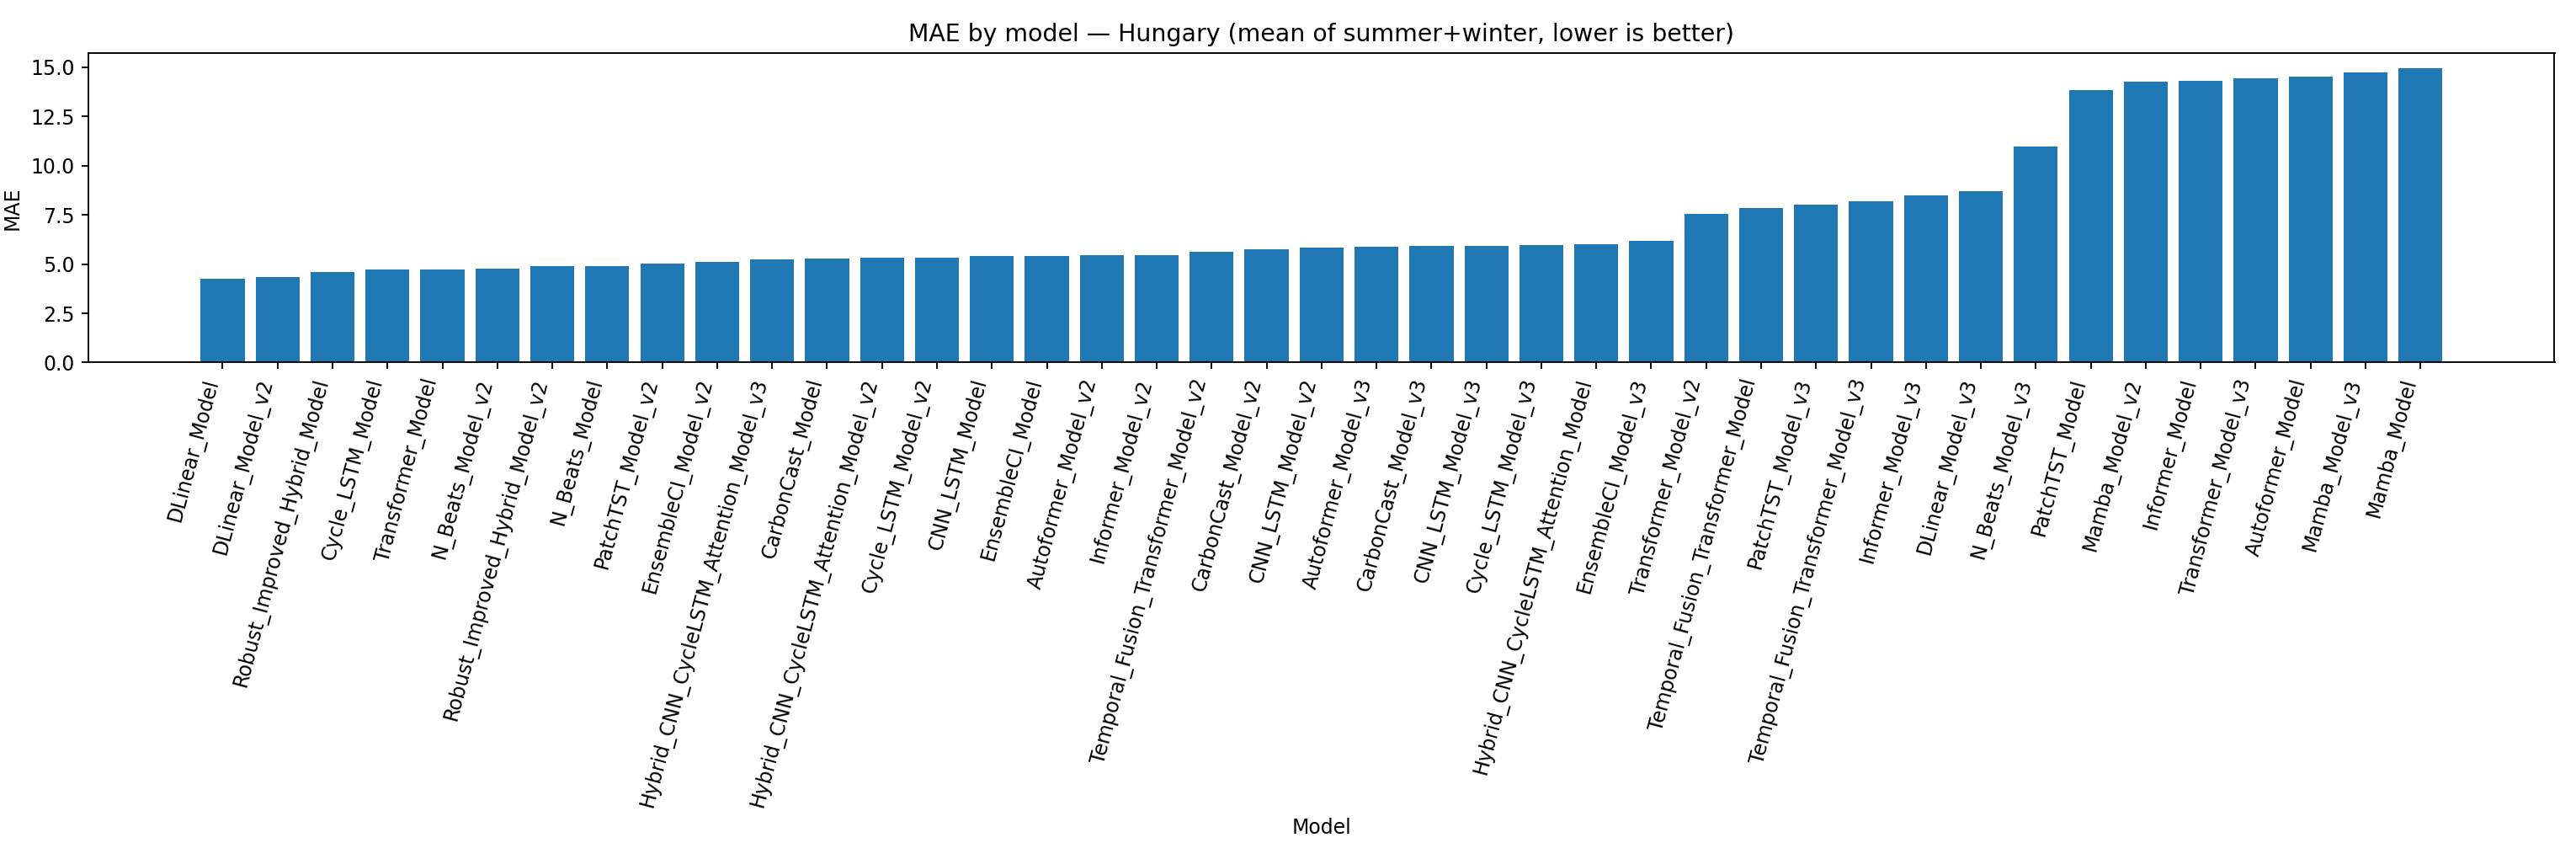 MAE by model — Hungary (mean of summer+winter, lower is better)
MAE
15.0
12.5
10.0
7.5
5.0
2.5
0.0
DLinear_Model
DLinear_Model_v2
Robust_Improved_Hybrid_Model
Cycle_LSTM_Model
Transformer_Model
N_Beats_Model_v2
Robust_Improved_Hybrid_Model_v2
N_Beats_Model
PatchTST_Model_v2
EnsembleCI_Model_v2
Hybrid_CNN_CycleLSTM_Attention_Model_v3
CarbonCast_Model
Hybrid_CNN_CycleLSTM_Attention_Model_v2
Cycle_LSTM_Model_v2
CNN_LSTM_Model
EnsembleCI_Model
Autoformer_Model_v2
Informer_Model_v2
Temporal_Fusion_Transformer_Model_v2
CarbonCast_Model_v2
CNN_LSTM_Model_v2
Autoformer_Model_v3
CarbonCast_Model_v3
CNN_LSTM_Model_v3
Cycle_LSTM_Model_v3
Hybrid_CNN_CycleLSTM_Attention_Model
EnsembleCI_Model_v3
Transformer_Model_v2
Temporal_Fusion_Transformer_Model
PatchTST_Model_v3
Temporal_Fusion_Transformer_Model_v3
Informer_Model_v3
DLinear_Model_v3
N_Beats_Model_v3
PatchTST_Model
Mamba_Model_v2
Informer_Model
Transformer_Model_v3
Autoformer_Model
Mamba_Model_v3
Mamba_Model
Model